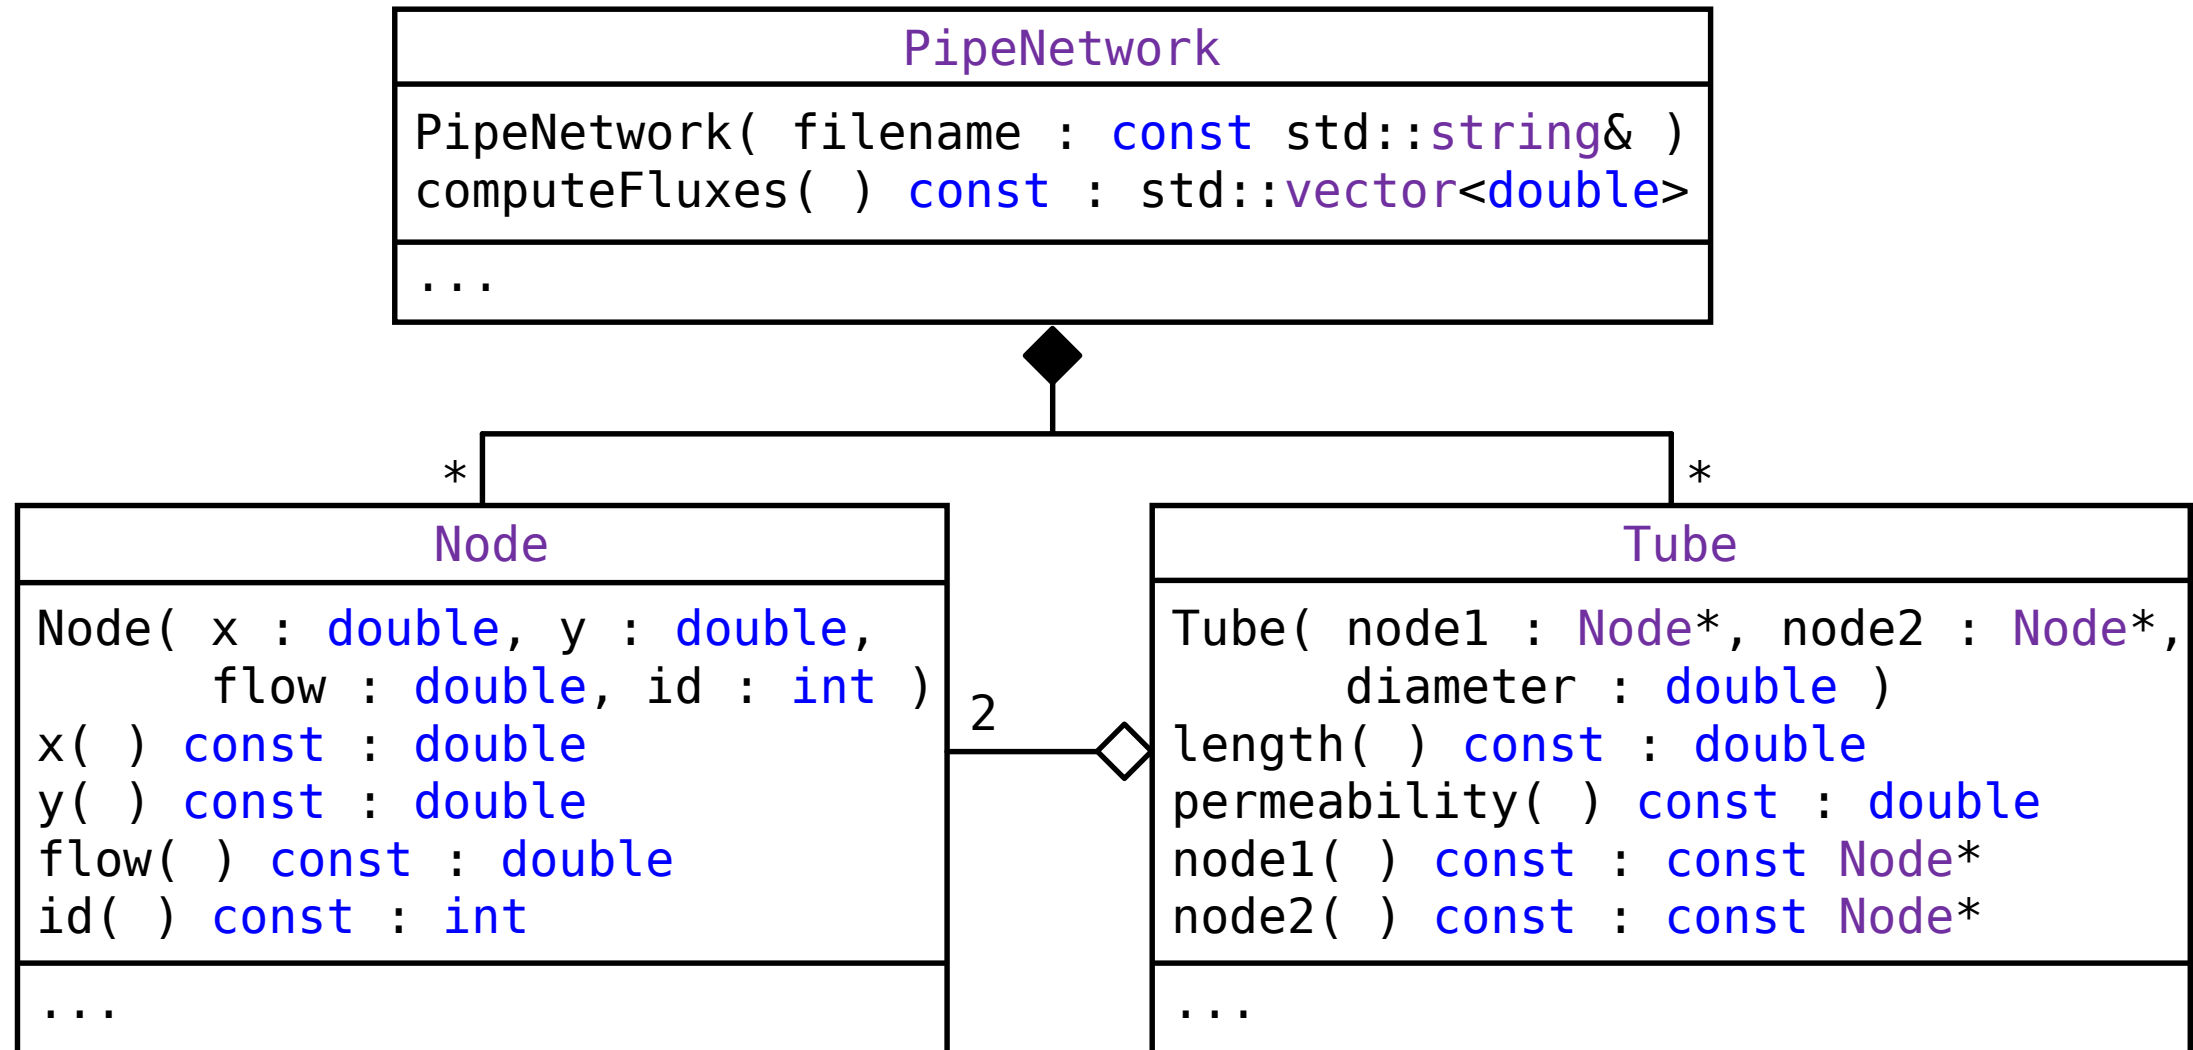 PipeNetwork
PipeNetwork( filename : const std::string& )
computeFluxes( ) const : std::vector<double>
...
*
*
Node
Node( x : double, y : double,
flow : double, id : int )
x( ) const : double
y( ) const : double
flow( ) const : double
id( ) const : int
...
2
Tube
Tube( node1 : Node*, node2 : Node*,
diameter : double )
length( ) const : double
permeability( ) const : double
node1( ) const : const Node*
node2( ) const : const Node*
...